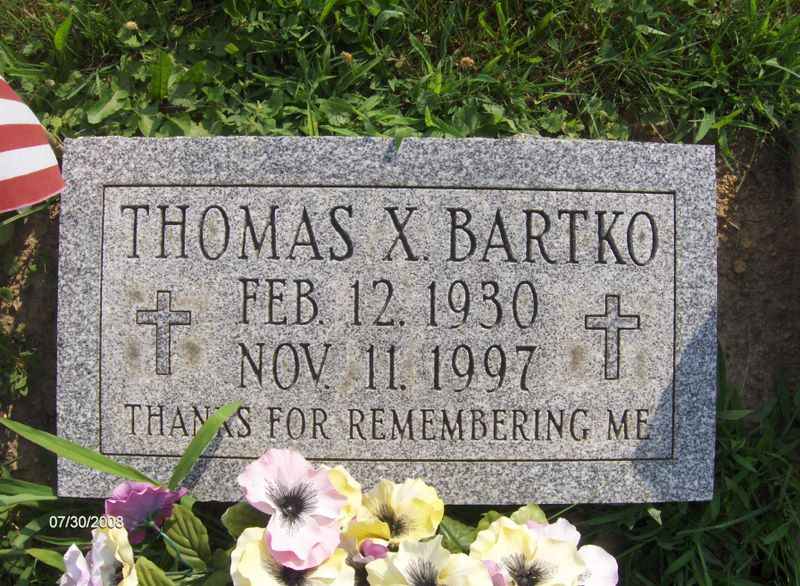 THOMAS X. BARTKO
FEB. 12. 1930
NOV. 11. 1997
THANKS FOR REMEMBERING ME
07/30/2008